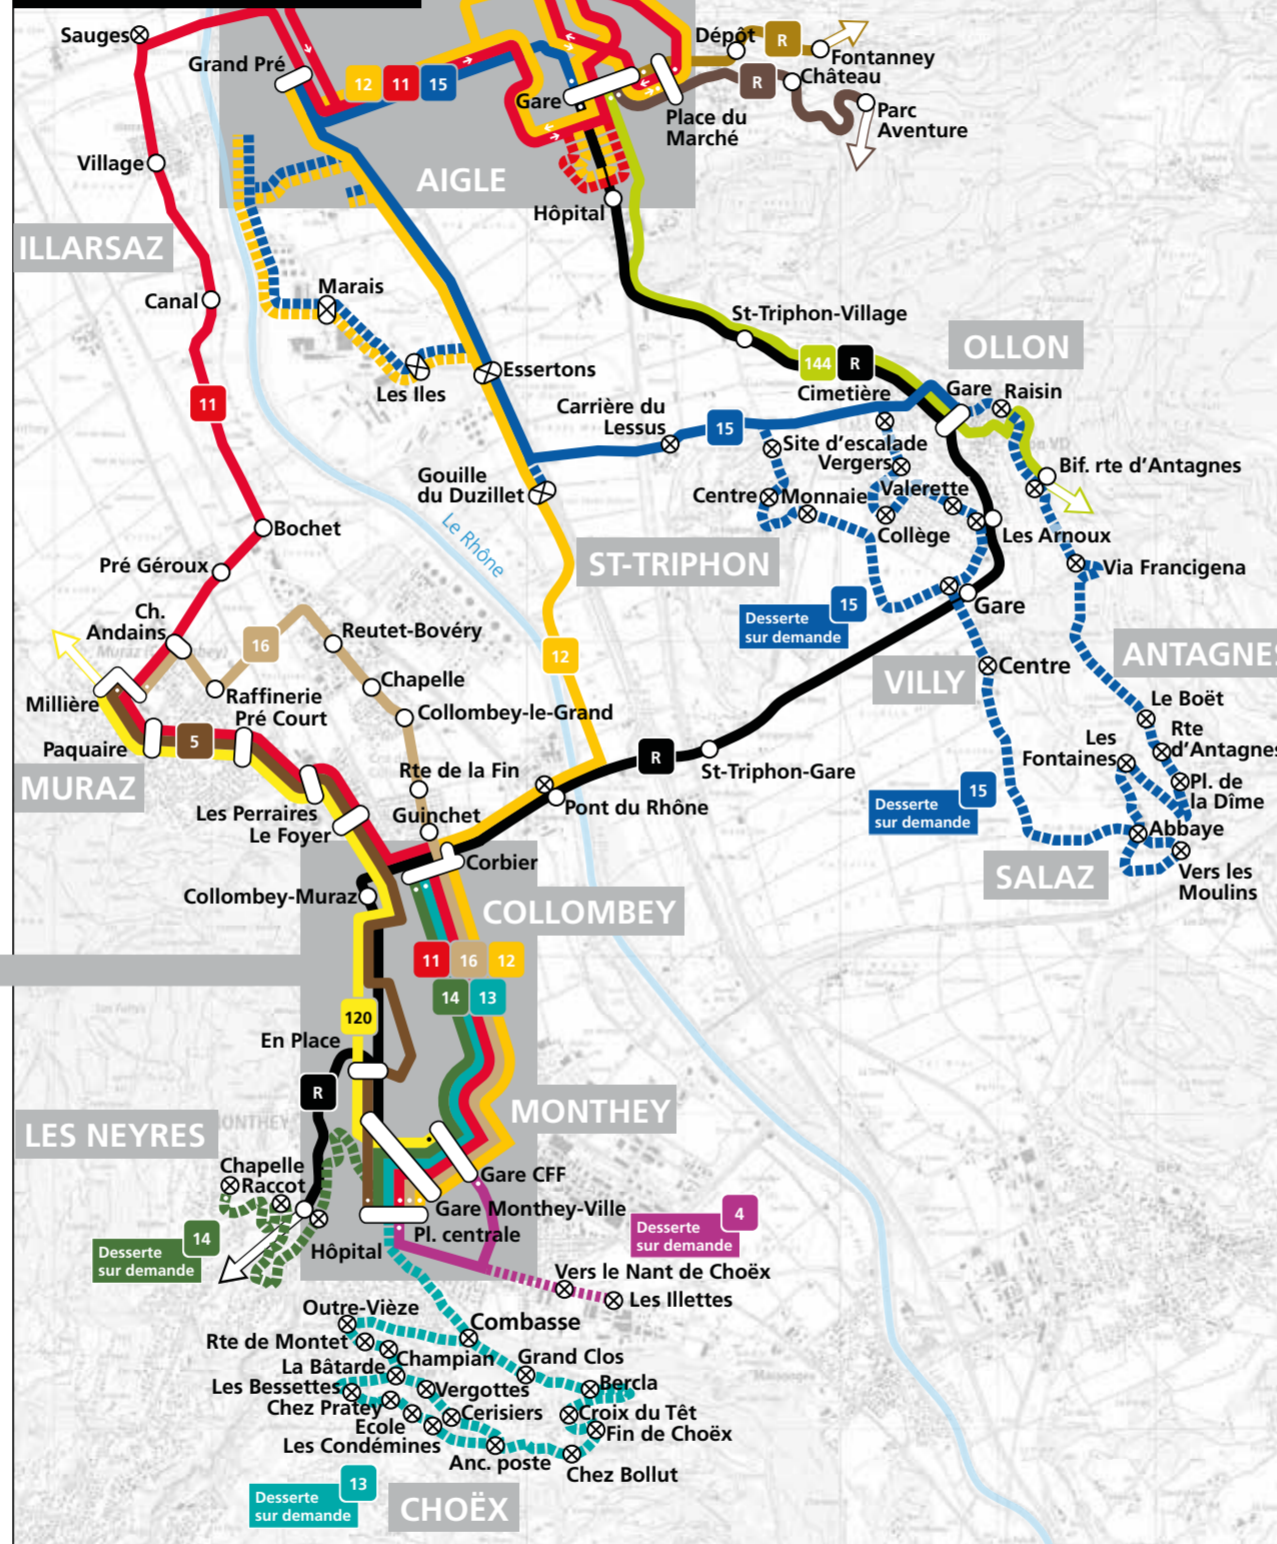 Sauges
Grand Pré
12
11
15
Gare
Dépôt
R
Fontanney
R
Château
Parc
Aventure
Place du
Marché
Village
AIGLE
Hôpital
ILLARSAZ
Canal
Marais
Les Iles
Essertons
St-Triphon-Village
144
R
OLLON
11
Carrière du
Lessus
15
Cimetière
Gare
Raisin
Site d'escalade
Vergers
Bif. rte d'Antagnes
Gouille
du Duzillet
Centre
Monnaie
Valerette
Collège
Les Arnoux
Le Rhône
Bochet
ST-TRIPHON
Via Francigena
Pré Géroux
Desserte
sur demande
15
Gare
Ch.
Andains
16
Reutet-Bovéry
12
ANTAGNES
VILLY
Centre
Chapelle
Raffinerie
Millière
Pré Court
Collombey-le-Grand
Le Boët
Rte
d'Antagnes
Les
Fontaines
Paquaire
5
R
St-Triphon-Gare
MURAZ
Rte de la Fin
Pont du Rhône
Desserte
sur demande
15
Pl. de
la Dîme
Les Perraires
Le Foyer
Guinchet
Abbaye
Corbier
SALAZ
Vers les
Moulins
Collombey-Muraz
COLLOMBEY
11
16
12
14
13
120
En Place
R
MONTHEY
LES NEYRES
Chapelle
Raccot
Gare CFF
Gare Monthey-Ville
Pl. centrale
Desserte
sur demande
14
Hôpital
Desserte
sur demande
4
Vers le Nant de Choëx
Les Illettes
Outre-Vièze
Combasse
Rte de Montet
Champian
Grand Clos
La Bâtarde
Les Bessettes
Vergottes
Bercla
Chez Pratey
Cerisiers
Croix du Têt
Ecole
Fin de Choëx
Les Condémines
Anc. poste
Chez Bollut
Desserte
sur demande
13
CHOËX